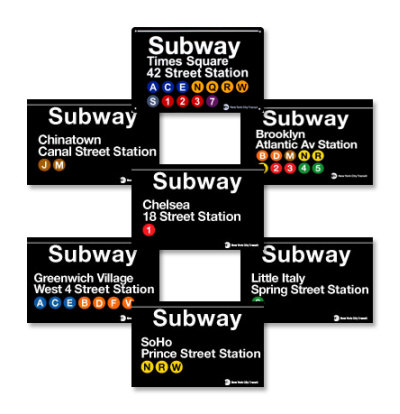 Subway
Times Square
42 Street Station
A C E N Q R W
S 1 2 3 7
New York City Transit
Subway
Chinatown
Canal Street Station
J M
New York City Transit
Subway
Brooklyn
Atlantic Av Station
B D M N R
2 3 4 5
New York City Transit
Subway
Chelsea
18 Street Station
1
New York City Transit
Subway
Greenwich Village
West 4 Street Station
A C E B D F V
New York City Transit
Subway
Little Italy
Spring Street Station
New York City Transit
Subway
SoHo
Prince Street Station
N R W
New York City Transit